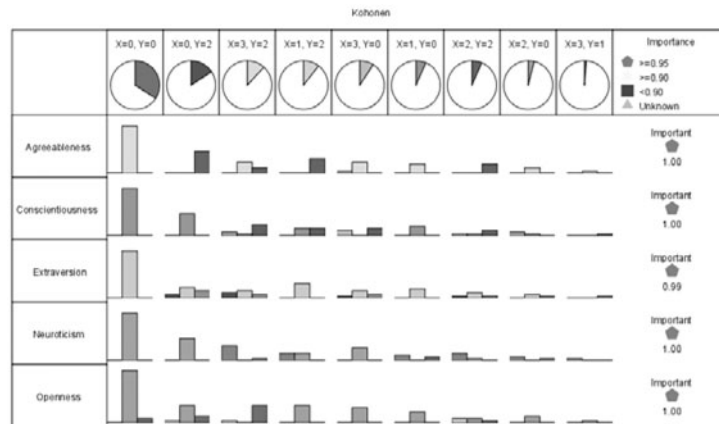 Kohonen
X=0, Y=0 X=0, Y=2 X=3, Y=2 X=1, Y=2 X=3, Y=0 X=1, Y=0 X=2, Y=2 X=2, Y=0 X=3, Y=1 Importance
>=0.95
>=0.90
<0.90
Unknown
Agreeableness Important
1.00
Conscientiousness Important
1.00
Extraversion Important
0.99
Neuroticism Important
1.00
Openness Important
1.00